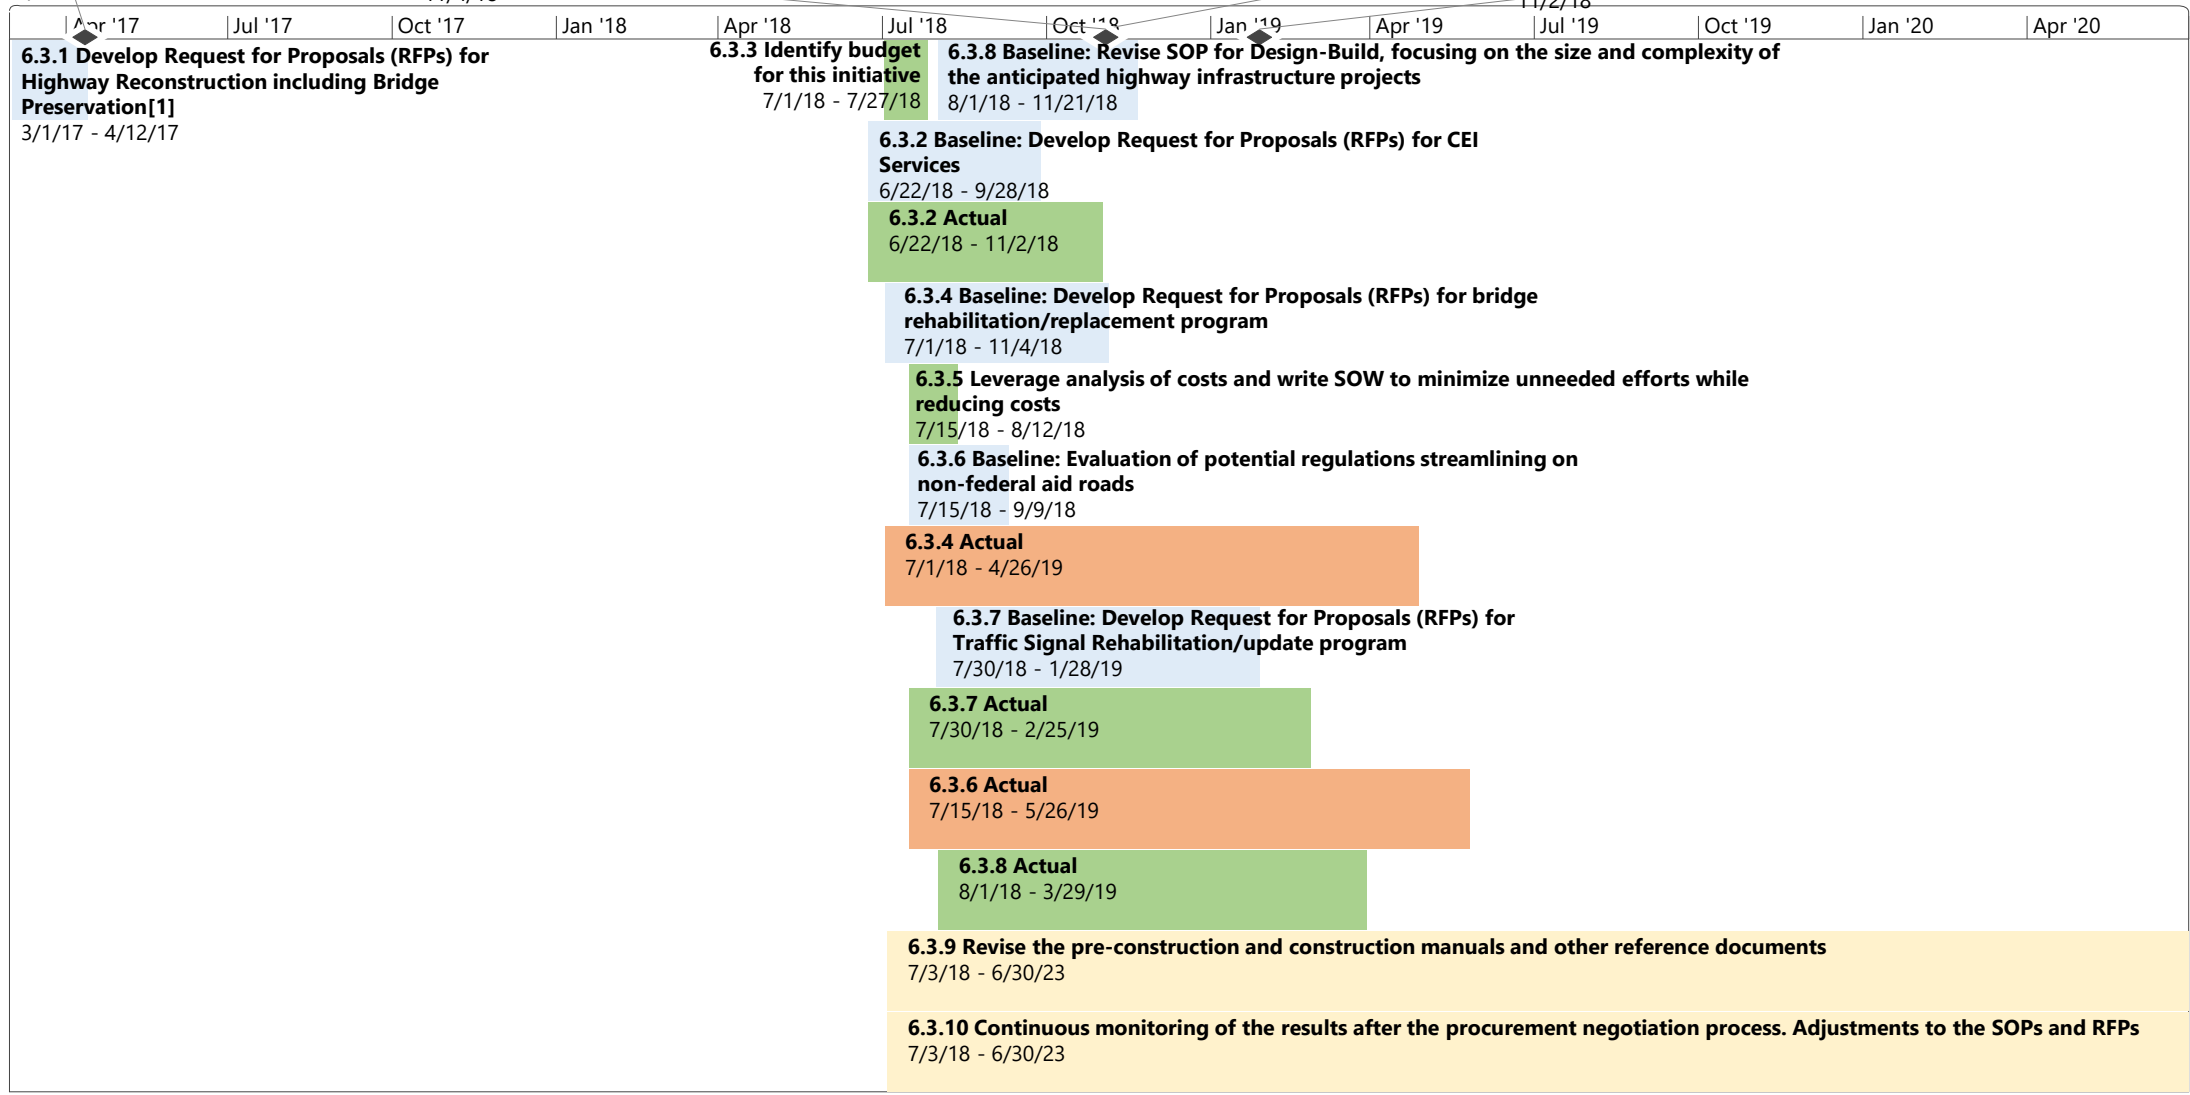 Apr '17
Jul '17
Oct '17
Jan '18
Apr '18
Jul '18
Oct '18
Jan '19
Apr '19
Jul '19
Oct '19
Jan '20
Apr '20
6.3.1 Develop Request for Proposals (RFPs) for
Highway Reconstruction including Bridge
Preservation[1]
3/1/17 - 4/12/17
6.3.3 Identify budget
for this initiative
7/1/18 - 7/27/18
6.3.8 Baseline: Revise SOP for Design-Build, focusing on the size and complexity of
the anticipated highway infrastructure projects
8/1/18 - 11/21/18
6.3.2 Baseline: Develop Request for Proposals (RFPs) for CEI
Services
6/22/18 - 9/28/18
6.3.2 Actual
6/22/18 - 11/2/18
6.3.4 Baseline: Develop Request for Proposals (RFPs) for bridge
rehabilitation/replacement program
7/1/18 - 11/4/18
6.3.5 Leverage analysis of costs and write SOW to minimize unneeded efforts while
reducing costs
7/15/18 - 8/12/18
6.3.6 Baseline: Evaluation of potential regulations streamlining on
non-federal aid roads
7/15/18 - 9/9/18
6.3.4 Actual
7/1/18 - 4/26/19
6.3.7 Baseline: Develop Request for Proposals (RFPs) for
Traffic Signal Rehabilitation/update program
7/30/18 - 1/28/19
6.3.7 Actual
7/30/18 - 2/25/19
6.3.6 Actual
7/15/18 - 5/26/19
6.3.8 Actual
8/1/18 - 3/29/19
6.3.9 Revise the pre-construction and construction manuals and other reference documents
7/3/18 - 6/30/23
6.3.10 Continuous monitoring of the results after the procurement negotiation process. Adjustments to the SOPs and RFPs
7/3/18 - 6/30/23